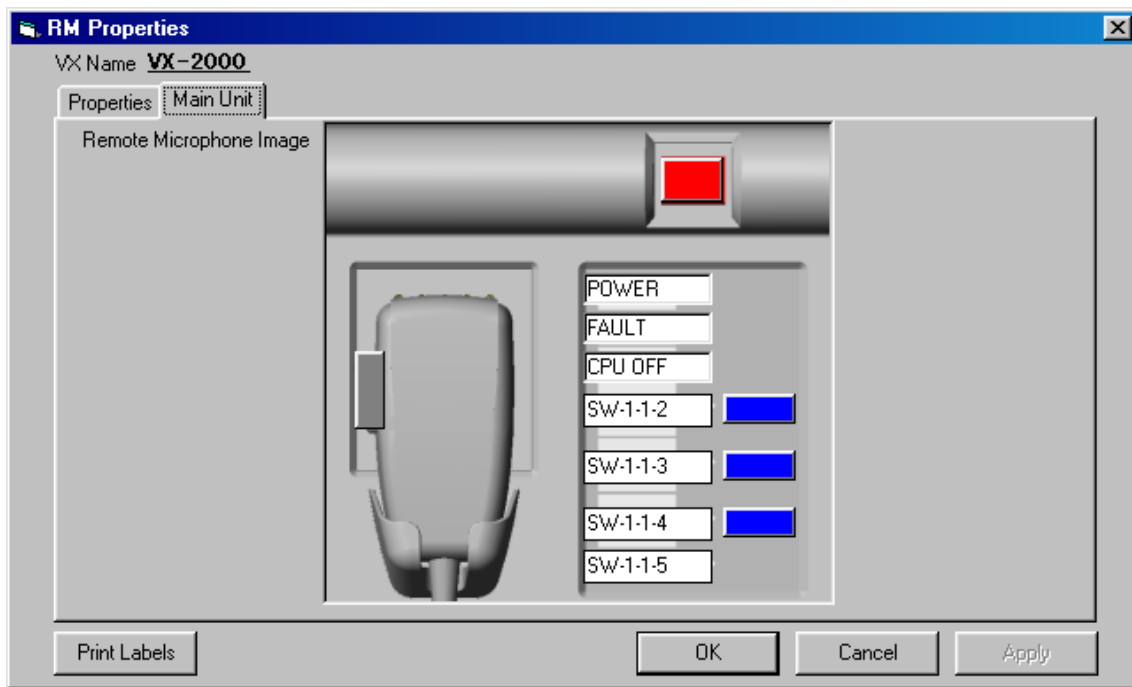 RM Properties
VX Name VX-2000
Properties Main Unit
Remote Microphone Image
POWER
FAULT
CPU OFF
SW-1-1-2
SW-1-1-3
SW-1-1-4
SW-1-1-5
Print Labels OK Cancel Apply